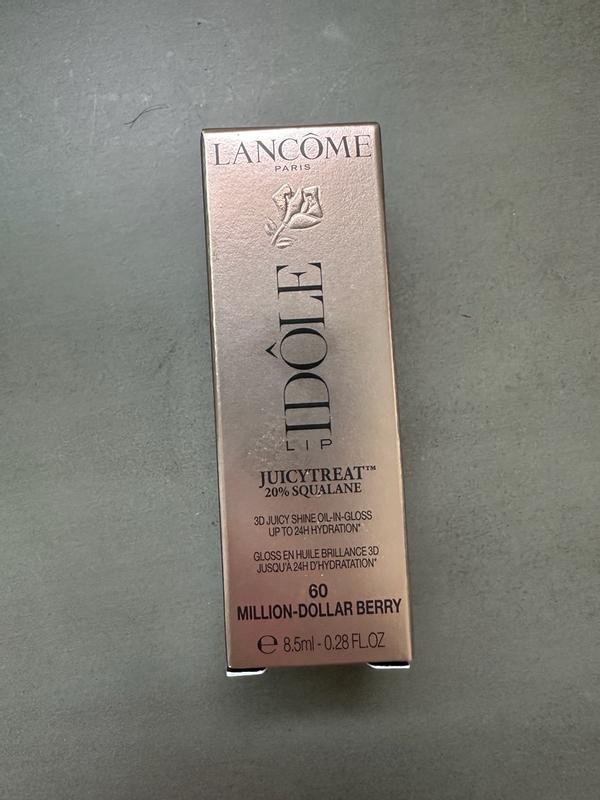 LANCÔME
PARIS
IDÔLE
LIP
JUICYTREAT™
20% SQUALANE
3D JUICY SHINE OIL-IN-GLOSS
UP TO 24H HYDRATION*
GLOSS EN HUILE BRILLANCE 3D
JUSQU'À 24H D'HYDRATATION*
60
MILLION-DOLLAR BERRY
℮ 8.5ml - 0.28 FL.OZ